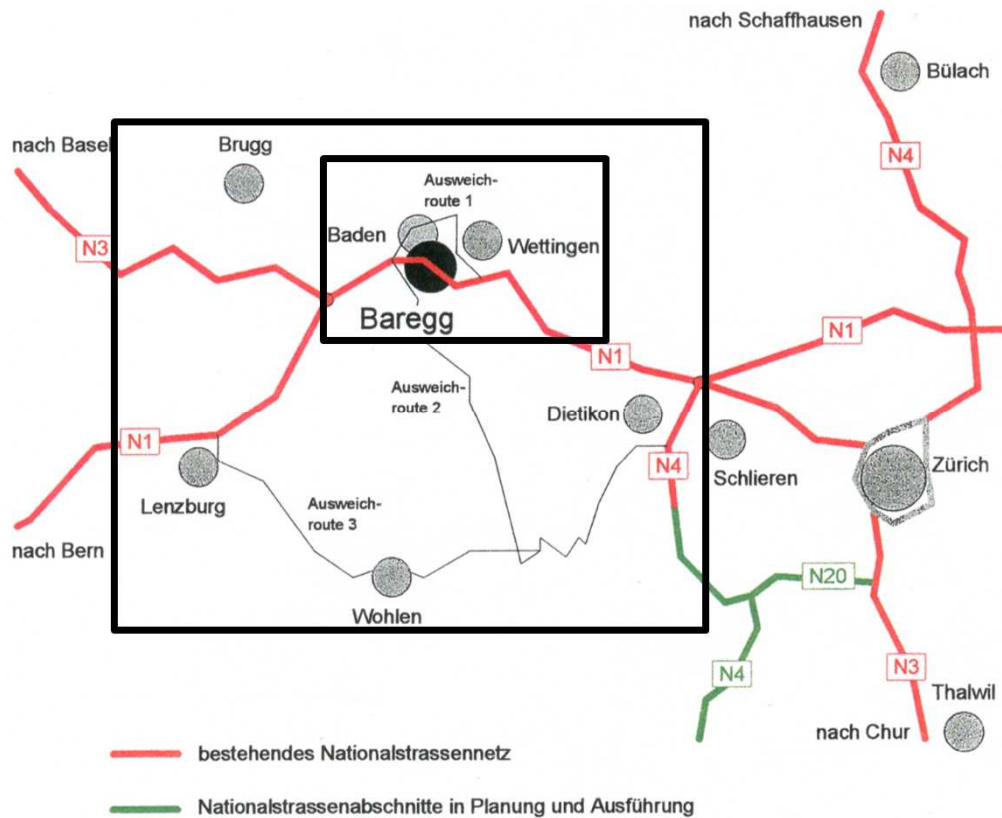 nach Schaffhausen
Bülach
nach Basel
Brugg
N4
Ausweich-
route 1
Baden
Wettingen
N3
Baregg
N1
N1
Ausweich-
route 2
Dietikon
N1
N4
Schlieren
Zürich
Lenzburg
Ausweich-
route 3
nach Bern
N20
Wohlen
N4
N3
Thalwil
nach Chur
bestehendes Nationalstrassennetz
Nationalstrassenabschnitte in Planung und Ausführung